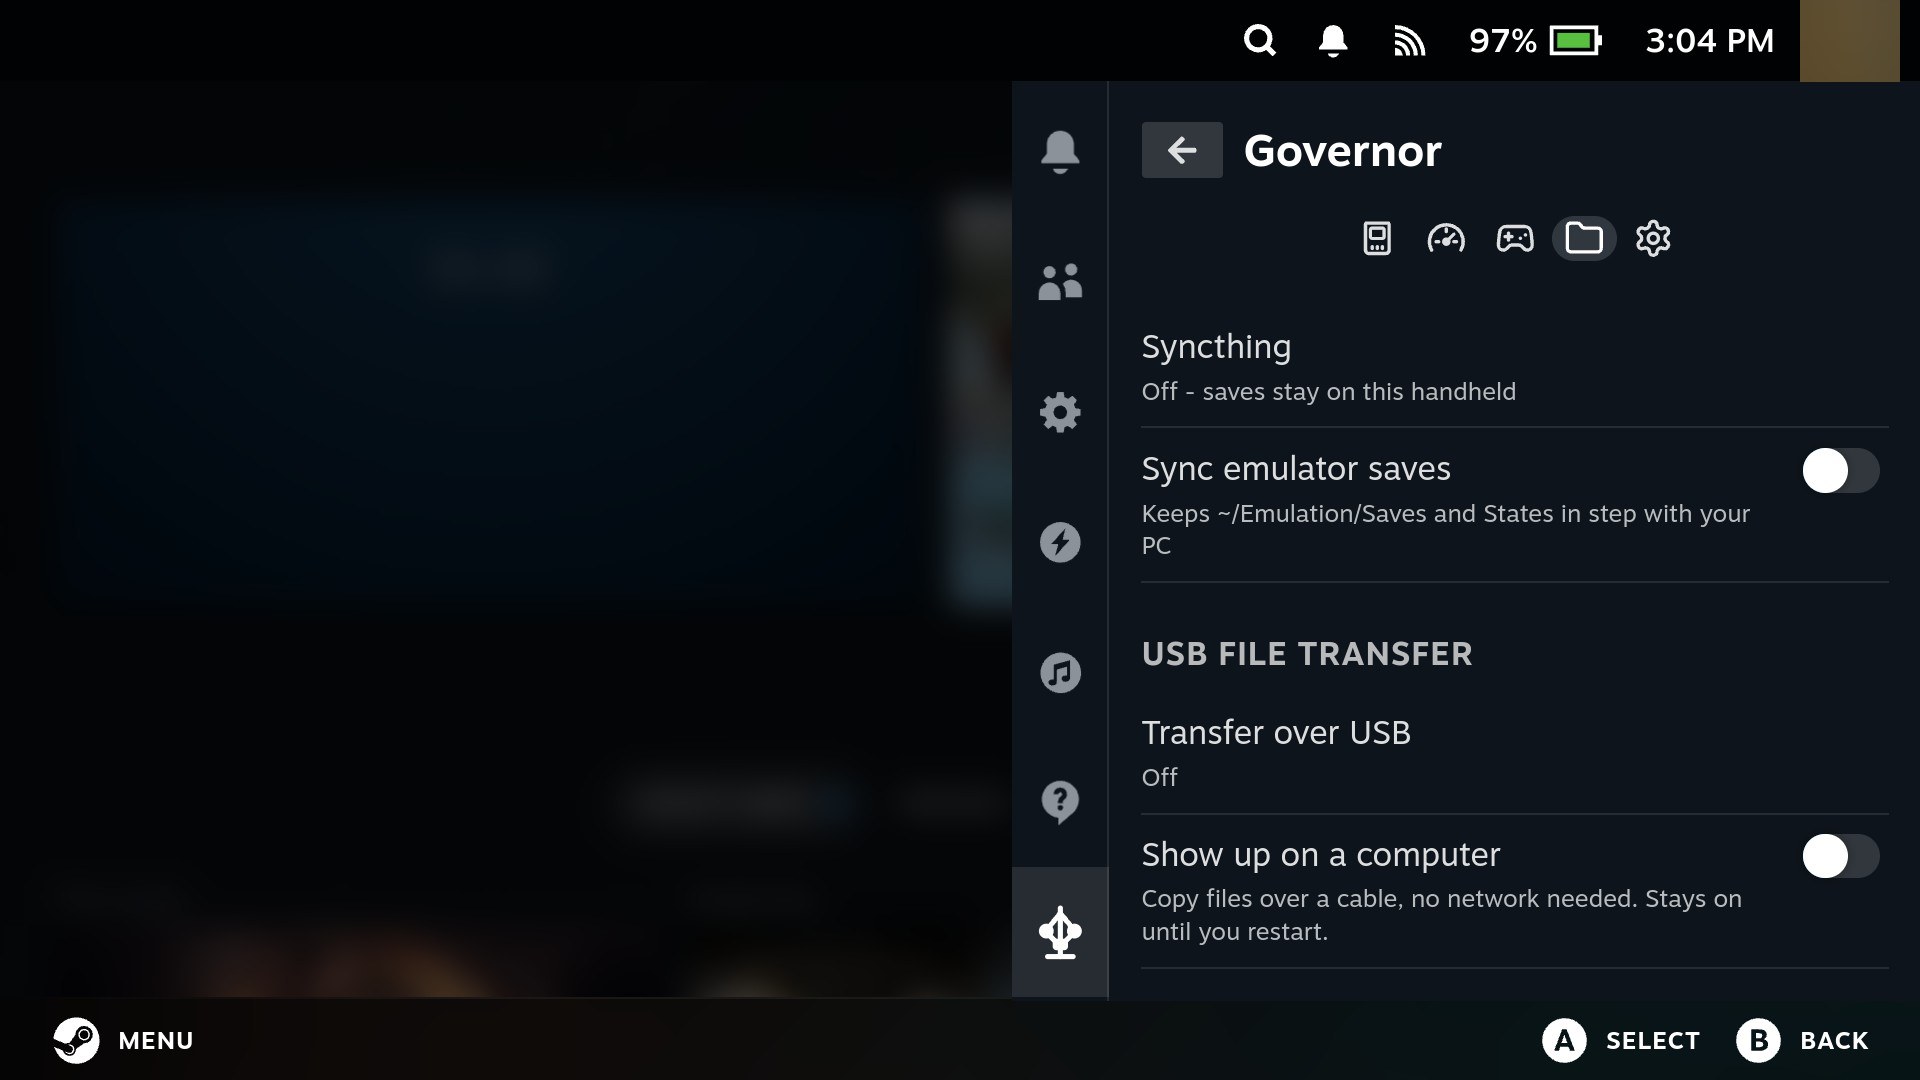 97%
3:04 PM
Governor
Syncthing
Off - saves stay on this handheld
Sync emulator saves
Keeps ~/Emulation/Saves and States in step with your
PC
USB FILE TRANSFER
Transfer over USB
Off
Show up on a computer
Copy files over a cable, no network needed. Stays on
until you restart.
MENU
A SELECT
B BACK